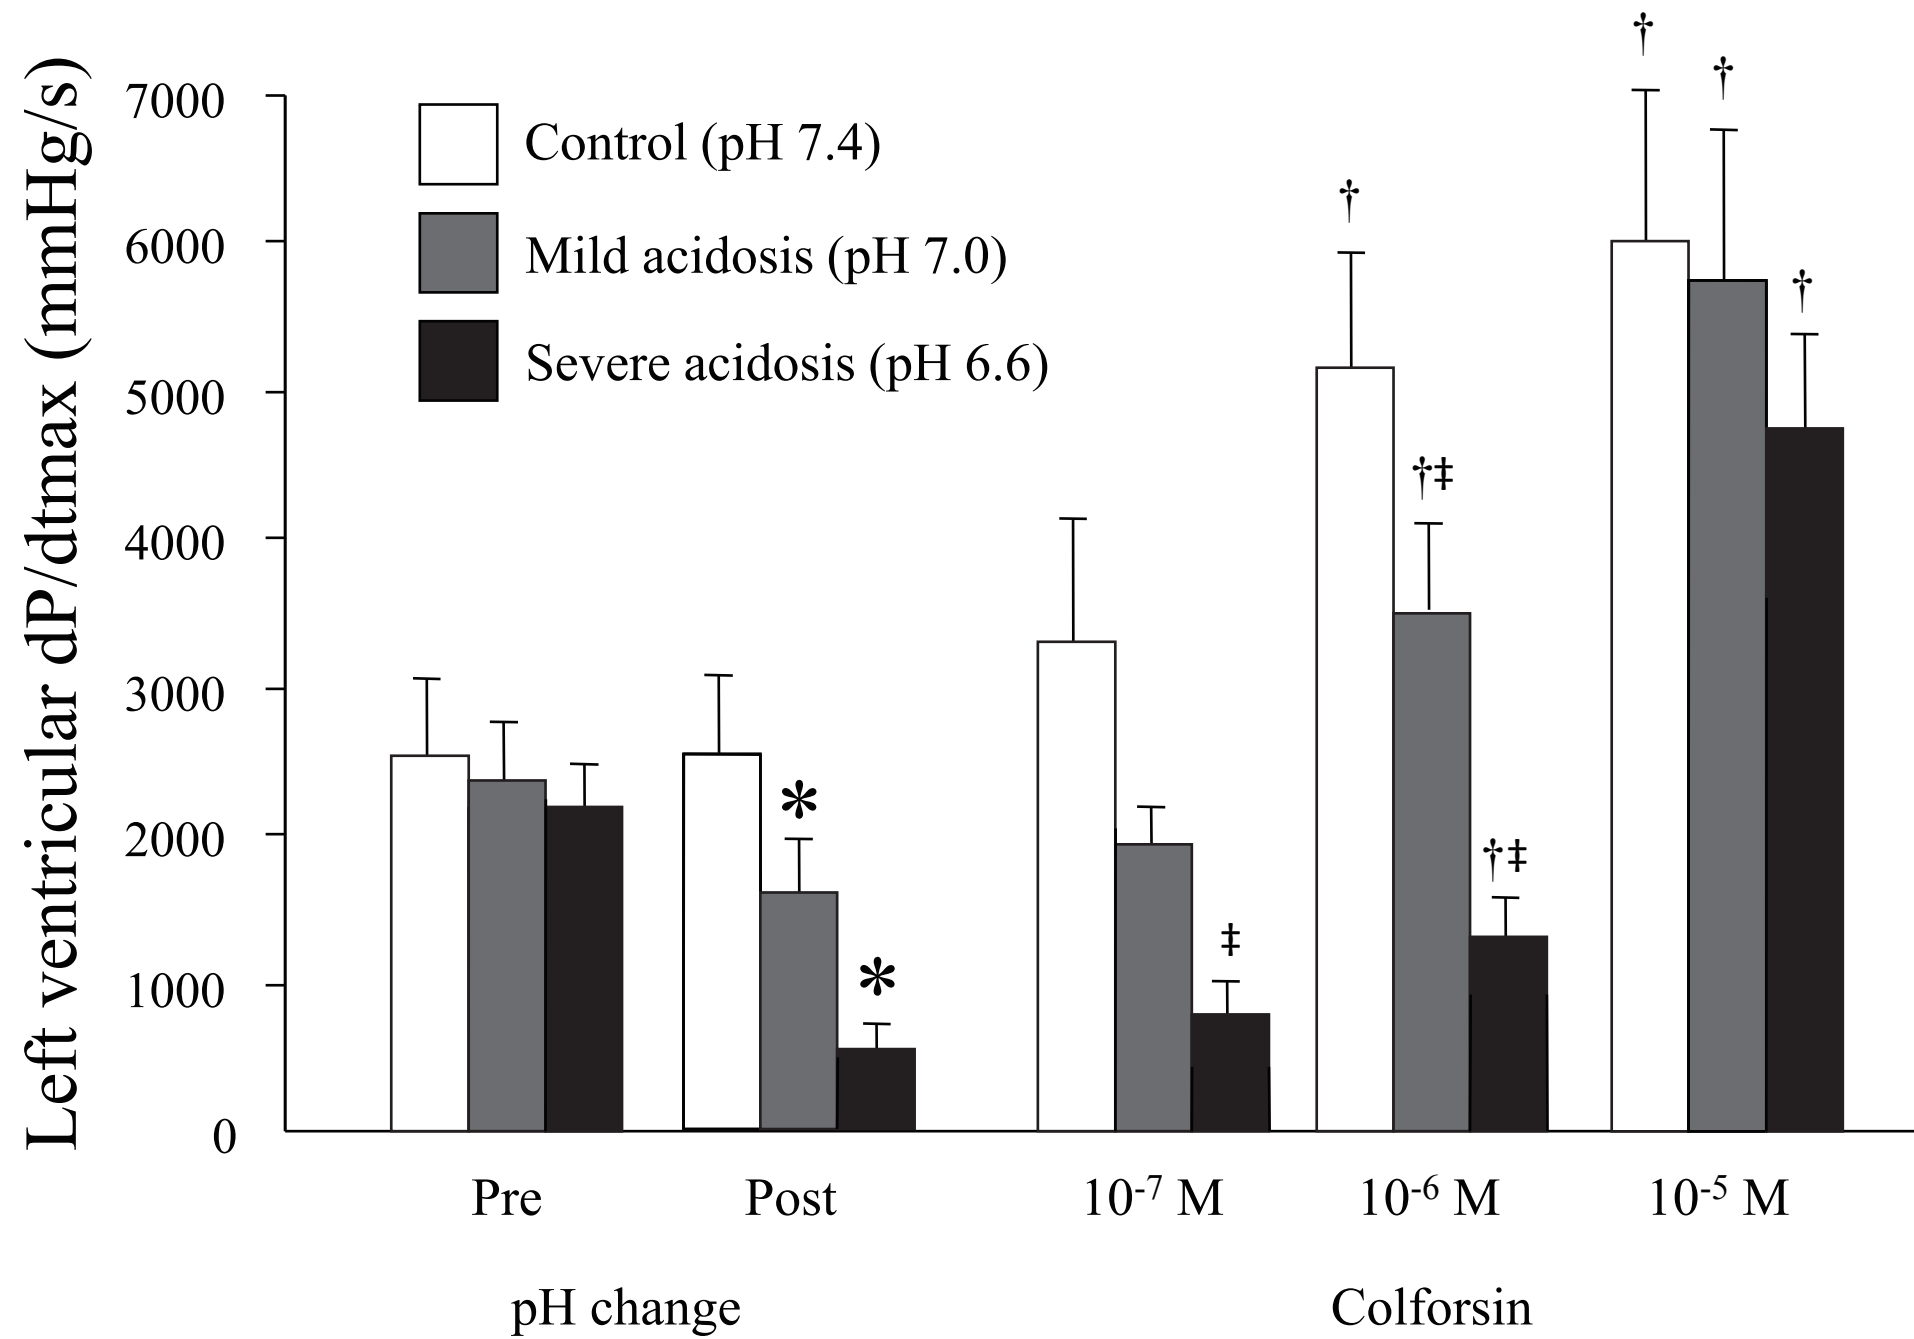 Left ventricular dP/dtmax (mmHg/s)
7000
6000
5000
4000
3000
2000
1000
0
Control (pH 7.4)
Mild acidosis (pH 7.0)
Severe acidosis (pH 6.6)
*
*
‡
†
†‡
†‡
†
†
†
Pre
Post
10⁻⁷ M
10⁻⁶ M
10⁻⁵ M
pH change
Colforsin